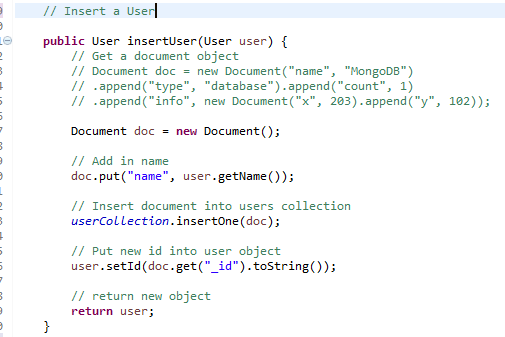 // Insert a User
public User insertUser(User user) {
// Get a document object
// Document doc = new Document("name", "MongoDB")
// .append("type", "database").append("count", 1)
// .append("info", new Document("x", 203).append("y", 102));
Document doc = new Document();
// Add in name
doc.put("name", user.getName());
// Insert document into users collection
userCollection.insertOne(doc);
// Put new id into user object
user.setId(doc.get("_id").toString());
// return new object
return user;
}